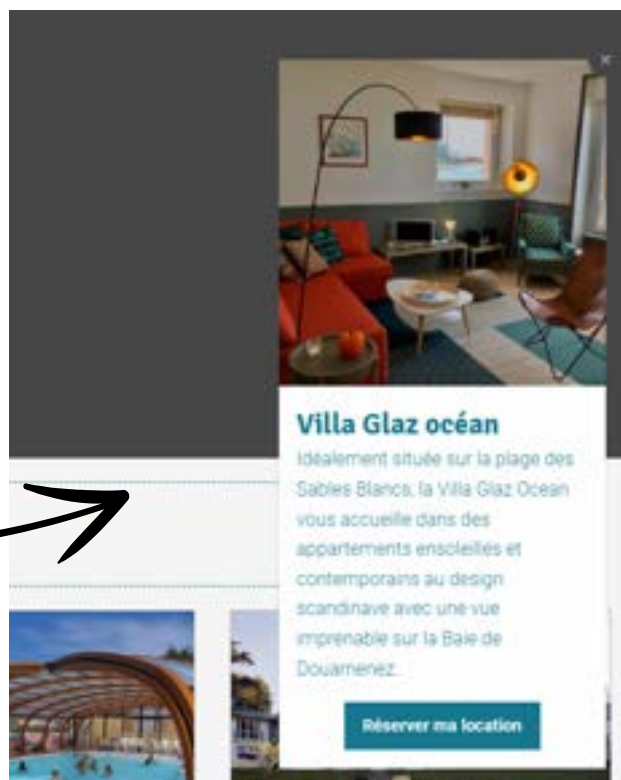 Villa Glaz océan
Idéalement située sur la plage des
Sables Blancs, la Villa Glaz Ocean
vous accueille dans des
appartements ensoleillés et
contemporains au design
scandinave avec une vue
imprenable sur la Baie de
Douarnenez.
Réserver ma location